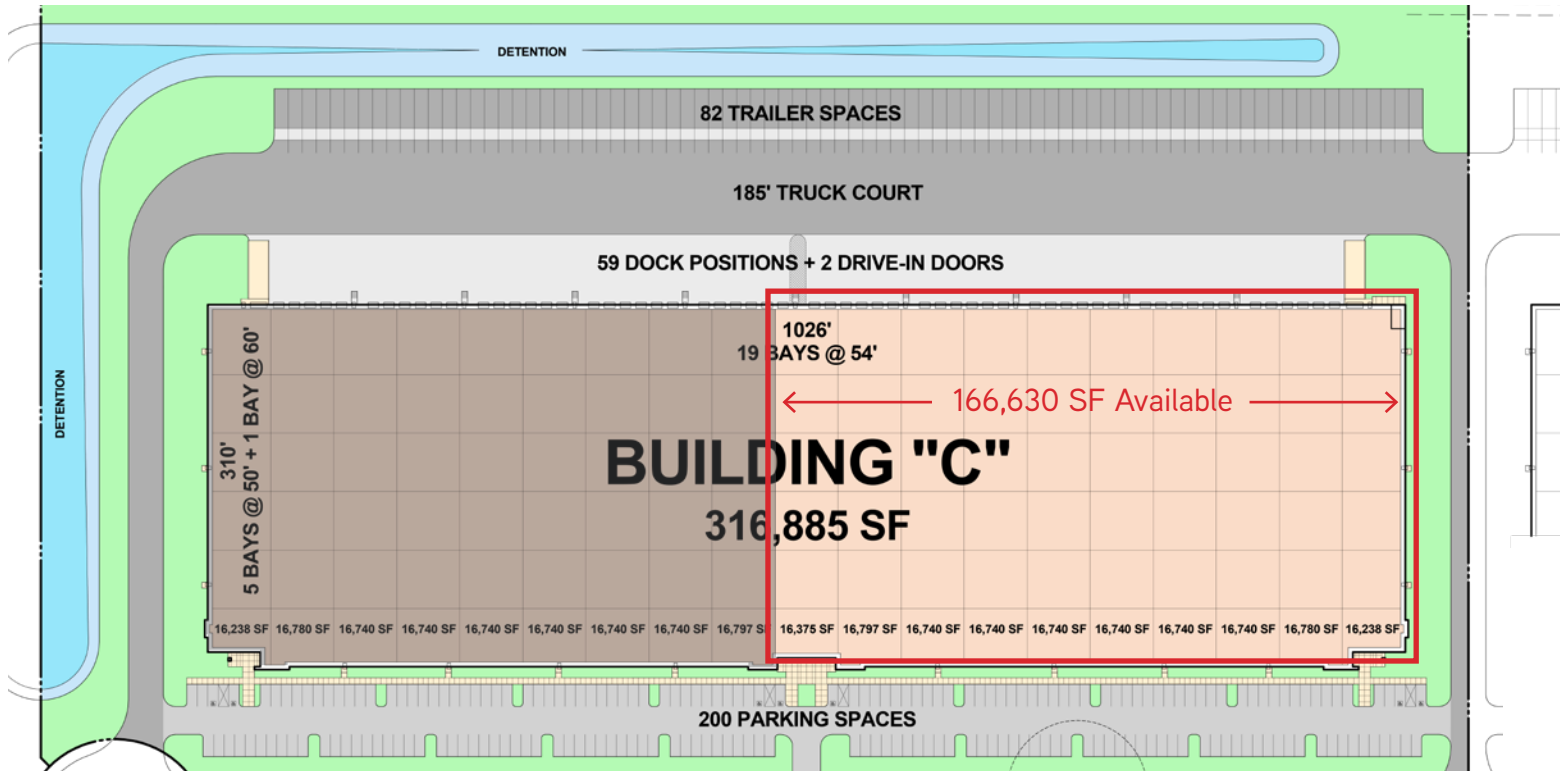 DETENTION
82 TRAILER SPACES
185' TRUCK COURT
59 DOCK POSITIONS + 2 DRIVE-IN DOORS
1026'
19 BAYS @ 54'
166,630 SF Available
310'
5 BAYS @ 50' + 1 BAY @ 60'
DETENTION
BUILDING "C"
316,885 SF
16,238 SF 16,780 SF 16,740 SF 16,740 SF 16,740 SF 16,740 SF 16,740 SF 16,740 SF 16,797 SF 16,375 SF 16,797 SF 16,740 SF 16,740 SF 16,740 SF 16,740 SF 16,740 SF 16,740 SF 16,780 SF 16,238 SF
200 PARKING SPACES